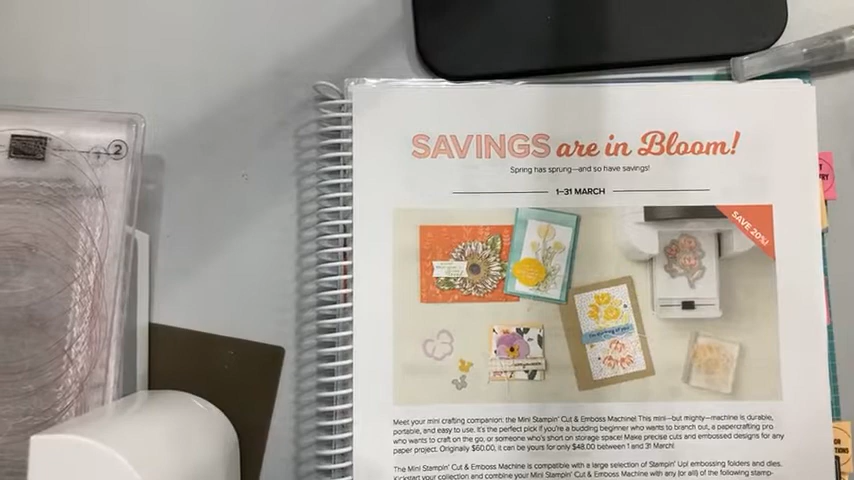 SAVINGS are in Bloom!
Spring has sprung—and so have savings!
1–31 MARCH
SAVE 20%!
Meet your mini crafting companion: the Mini Stampin' Cut & Emboss Machine! This mini—but mighty—machine is durable,
portable, and easy to use. It's the perfect pick if you're a budding beginner who wants to branch out, a papercrafting pro
who wants to craft on the go, or someone who's short on storage space! Make precise cuts and embossed designs for any
paper project. Originally $60.00, it can be yours for only $48.00 between 1 and 31 March!
The Mini Stampin' Cut & Emboss Machine is compatible with a large selection of Stampin' Up! embossing folders and dies.
Kickstart your collection and combine your Mini Stampin' Cut & Emboss Machine with any (or all) of the following stamp-
1
2